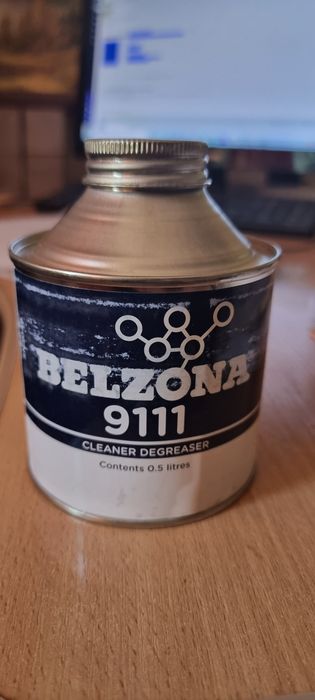 BELZONA
9111
CLEANER DEGREASER
Contents 0.5 litres